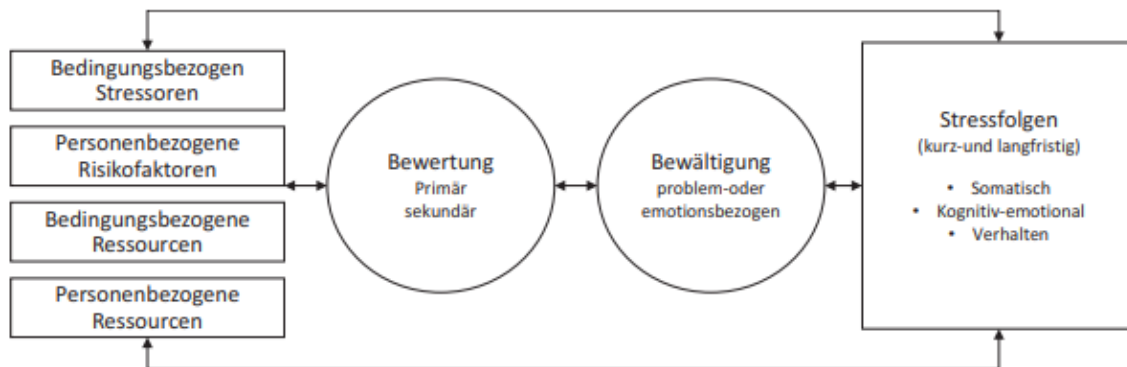 Bedingungsbezogen
Stressoren
Personenbezogene
Risikofaktoren
Bedingungsbezogene
Ressourcen
Personenbezogene
Ressourcen
Bewertung
Primär
sekundär
Bewältigung
problem-oder
emotionsbezogen
Stressfolgen
(kurz-und langfristig)
• Somatisch
• Kognitiv-emotional
• Verhalten